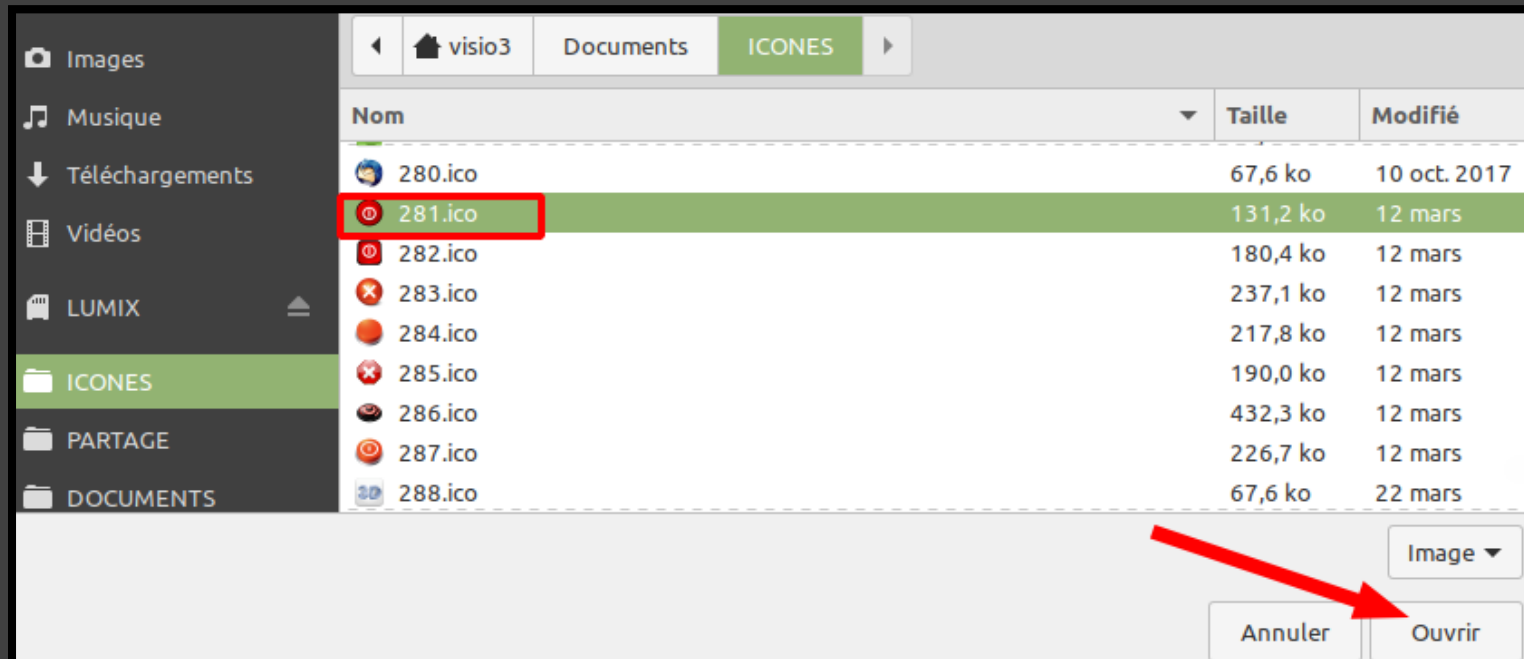 Images
Musique
Téléchargements
Vidéos
LUMIX
ICONES
PARTAGE
DOCUMENTS
visio3 Documents ICONES
Nom Taille Modifié
280.ico 67,6 ko 10 oct. 2017
281.ico 131,2 ko 12 mars
282.ico 180,4 ko 12 mars
283.ico 237,1 ko 12 mars
284.ico 217,8 ko 12 mars
285.ico 190,0 ko 12 mars
286.ico 432,3 ko 12 mars
287.ico 226,7 ko 12 mars
3D 288.ico 67,6 ko 22 mars
Image
Annuler Ouvrir